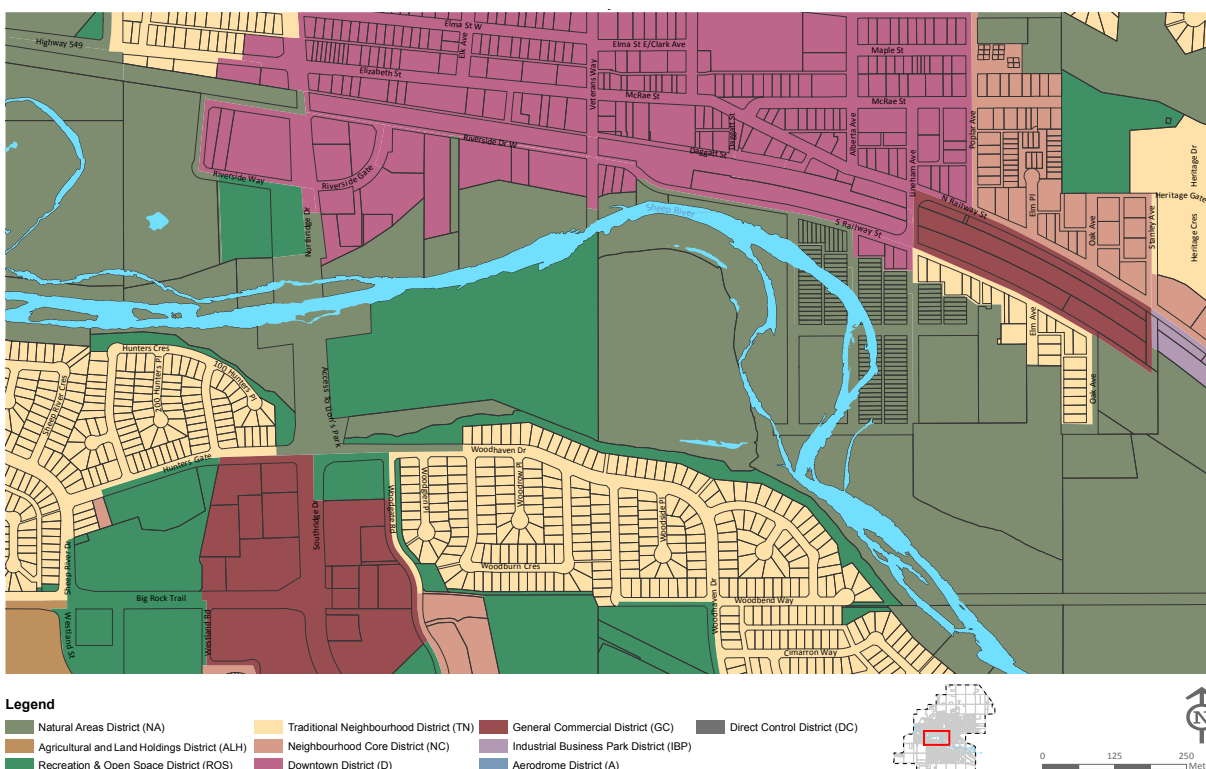 Elma St W
Highway 549
Elk Ave
Elma St E/Clark Ave
Maple St
Elizabeth St
Veterans Way
McRae St
McRae St
Daggett St
Alberta Ave
Poplar Ave
Riverside Dr W
Daggett St
Lineham Ave
Heritage Dr
Riverside Way
Riverside Gate
N Railway St
Elm Pl
Heritage Gate
Northridge Dr
Sheep River
S Railway St
Oak Ave
Stanley Ave
Heritage Cres
Elm Ave
Hunters Cres
100 Hunters Pl
200 Hunters Pl
Sheep River Cres
Access To Lion's Park
Oak Ave
Hunters Gate
Woodhaven Dr
Woodglen Pl
Woodrow Pl
Woodgate Rd
Woodside Pl
Southridge Dr
Sheep River Dr
Woodburn Cres
Woodhaven Dr
Big Rock Trail
Woodbend Way
Westland St
Westland Rd
Cimarron Way
Legend
Natural Areas District (NA)
Traditional Neighbourhood District (TN)
General Commercial District (GC)
Direct Control District (DC)
Agricultural and Land Holdings District (ALH)
Neighbourhood Core District (NC)
Industrial Business Park District (IBP)
Recreation & Open Space District (ROS)
Downtown District (D)
Aerodrome District (A)
N
0 125 250
Met